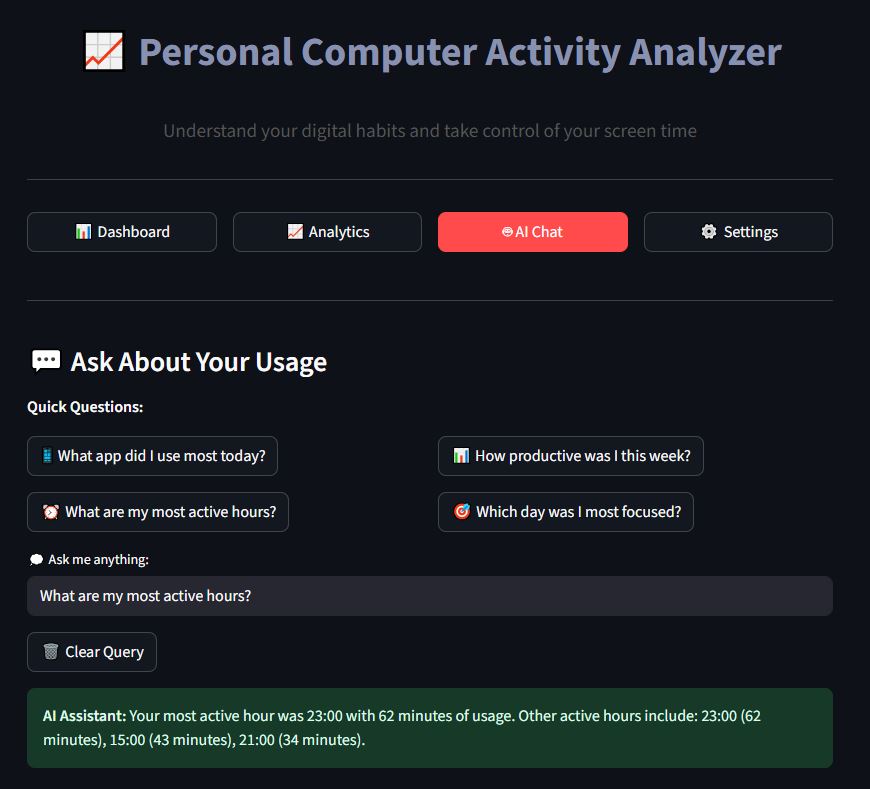 Personal Computer Activity Analyzer
Understand your digital habits and take control of your screen time
Dashboard
Analytics
AI Chat
Settings
Ask About Your Usage
Quick Questions:
What app did I use most today?
How productive was I this week?
What are my most active hours?
Which day was I most focused?
Ask me anything:
What are my most active hours?
Clear Query
AI Assistant: Your most active hour was 23:00 with 62 minutes of usage. Other active hours include: 23:00 (62
minutes), 15:00 (43 minutes), 21:00 (34 minutes).